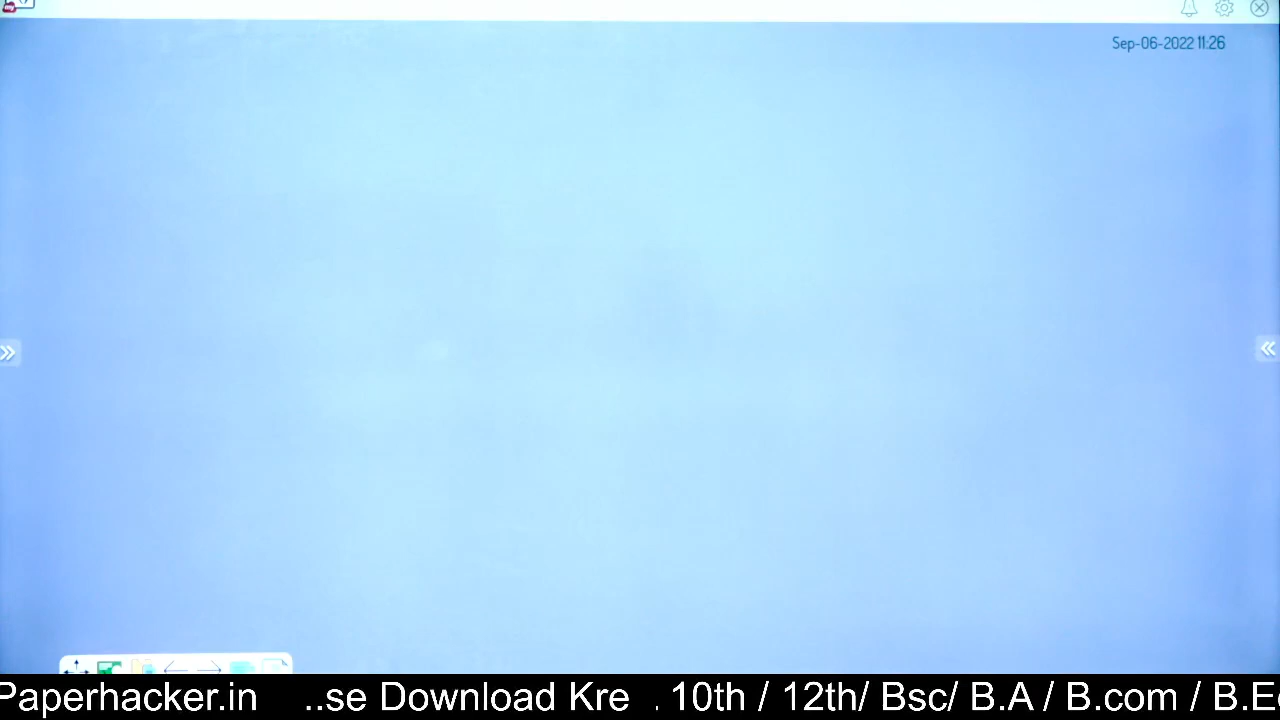 Sep-06-2022 11:26
Paperhacker.in ..se Download Kre . 10th / 12th/ Bsc/ B.A / B.com / B.E